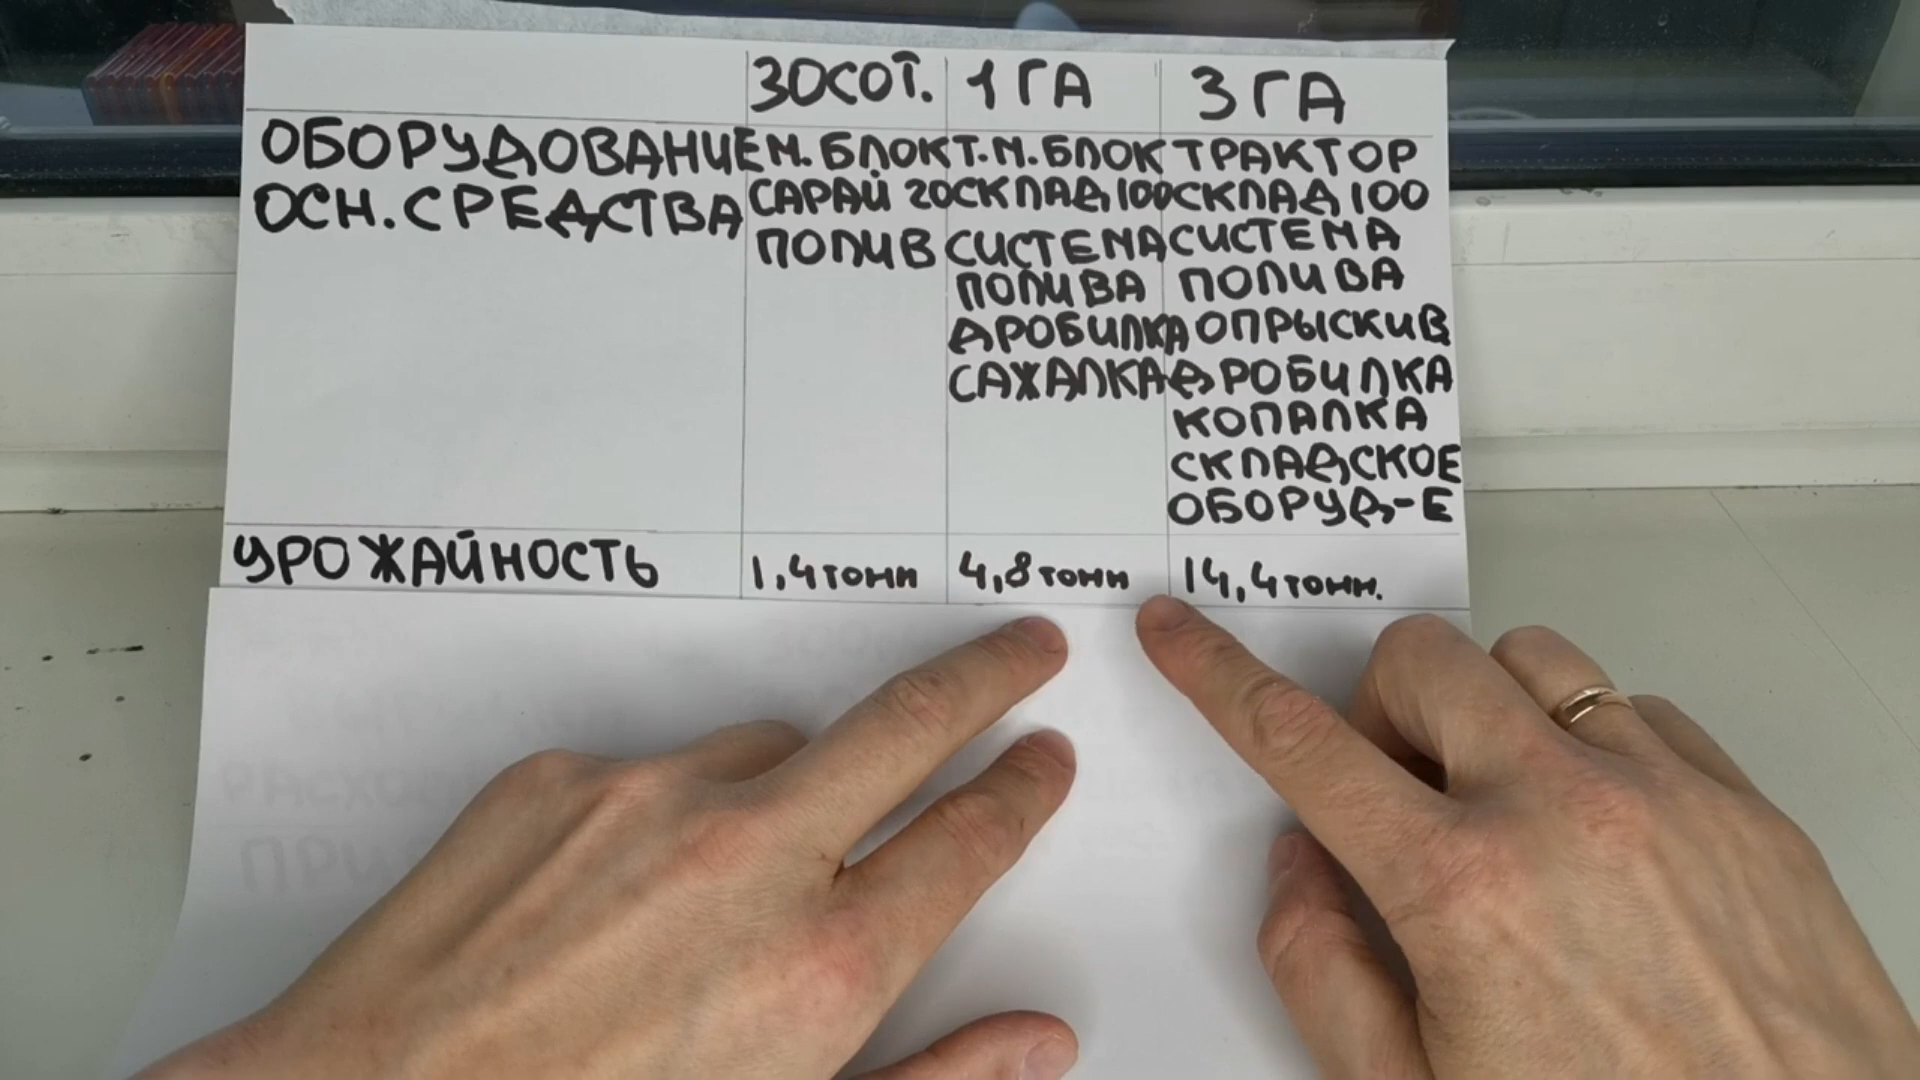 30СОТ. 1 ГА 3 ГА
ОБОРУДОВАНИЕ М.БЛОК Т.М.БЛОК ТРАКТОР
ОСН.СРЕДСТВА САРАЙ 20 СКЛАД 100 СКЛАД 100
ПОЛИВ СИСТЕМА СИСТЕМА
ПОЛИВА ПОЛИВА
ДРОБИЛКА ОПРЫСКИВ
САЖАЛКА ДРОБИЛКА
КОПАЛКА
СКЛАДСКОЕ
ОБОРУД-Е
УРОЖАЙНОСТЬ 1,4 тонн 4,8 тонн 14,4 тонн.